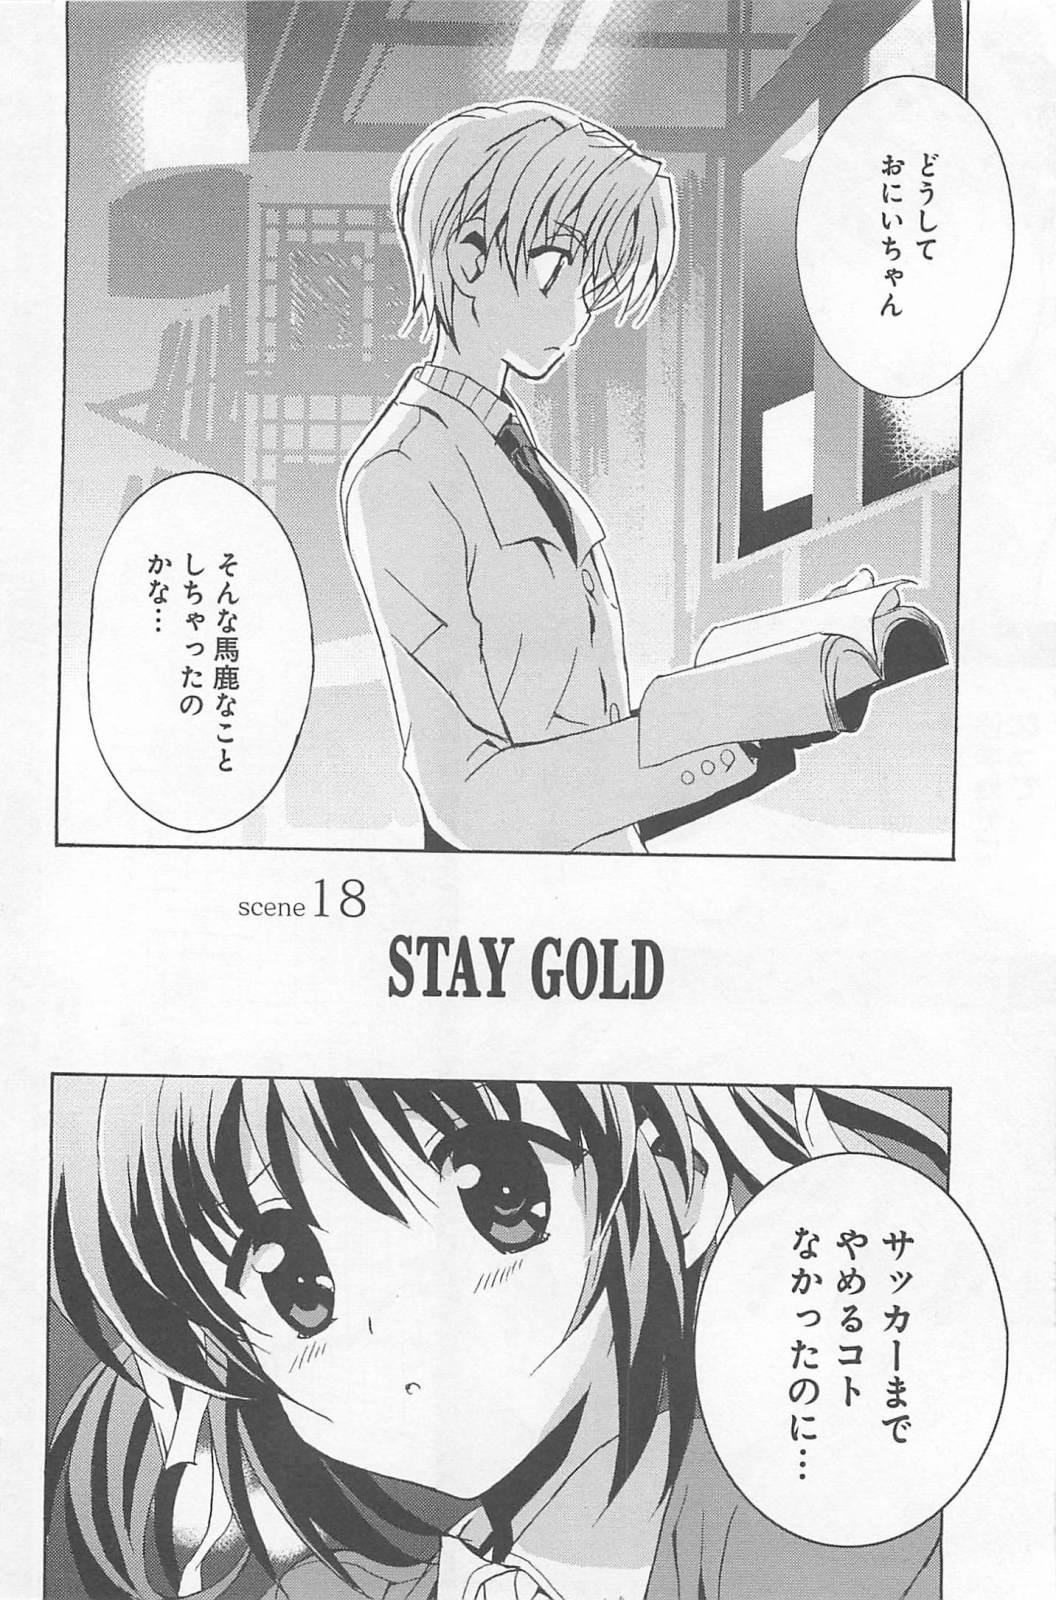 どうして
おにいちゃん
そんな馬鹿なこと
しちゃったの
かな…
scene18
STAY GOLD
サッカーまで
やめるコト
なかったのに…